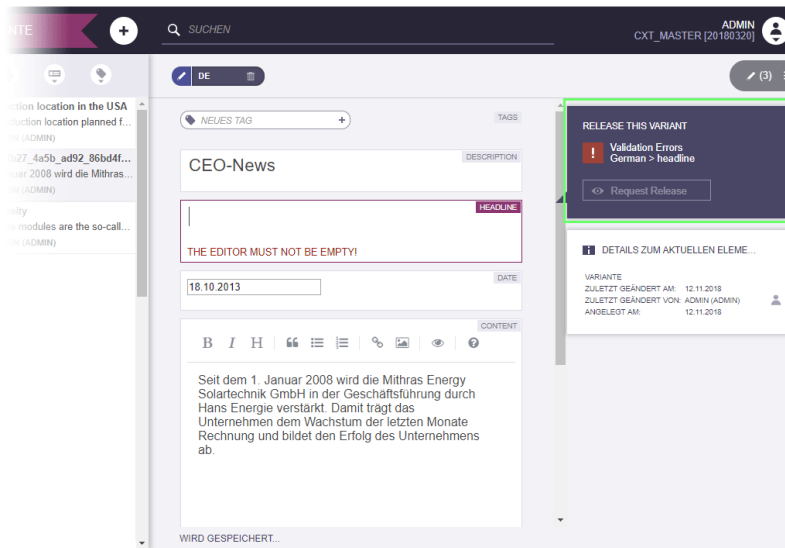 NTE
SUCHEN
ADMIN
CXT_MASTER [20180320]
DE
(3)
ction location in the USA
duction location planned f...
(ADMIN)
7b27_4a5b_ad92_86bd4f...
nuar 2008 wird die Mithras...
(ADMIN)
rsity
modules are the so-call...
(ADMIN)
NEUES TAG
TAGS
DESCRIPTION
CEO-News
HEADLINE
THE EDITOR MUST NOT BE EMPTY!
DATE
18.10.2013
CONTENT
B I H
Seit dem 1. Januar 2008 wird die Mithras Energy
Solartechnik GmbH in der Geschäftsführung durch
Hans Energie verstärkt. Damit trägt das
Unternehmen dem Wachstum der letzten Monate
Rechnung und bildet den Erfolg des Unternehmens
ab.
WIRD GESPEICHERT...
RELEASE THIS VARIANT
Validation Errors
German > headline
Request Release
DETAILS ZUM AKTUELLEN ELEME...
VARIANTE
ZULETZT GEÄNDERT AM: 12.11.2018
ZULETZT GEÄNDERT VON: ADMIN (ADMIN)
ANGELEGT AM: 12.11.2018